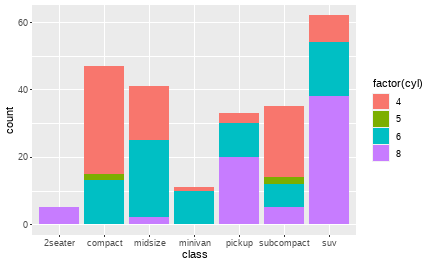 60
40
20
0
count
2seater compact midsize minivan pickup subcompact suv
class
factor(cyl)
4
5
6
8